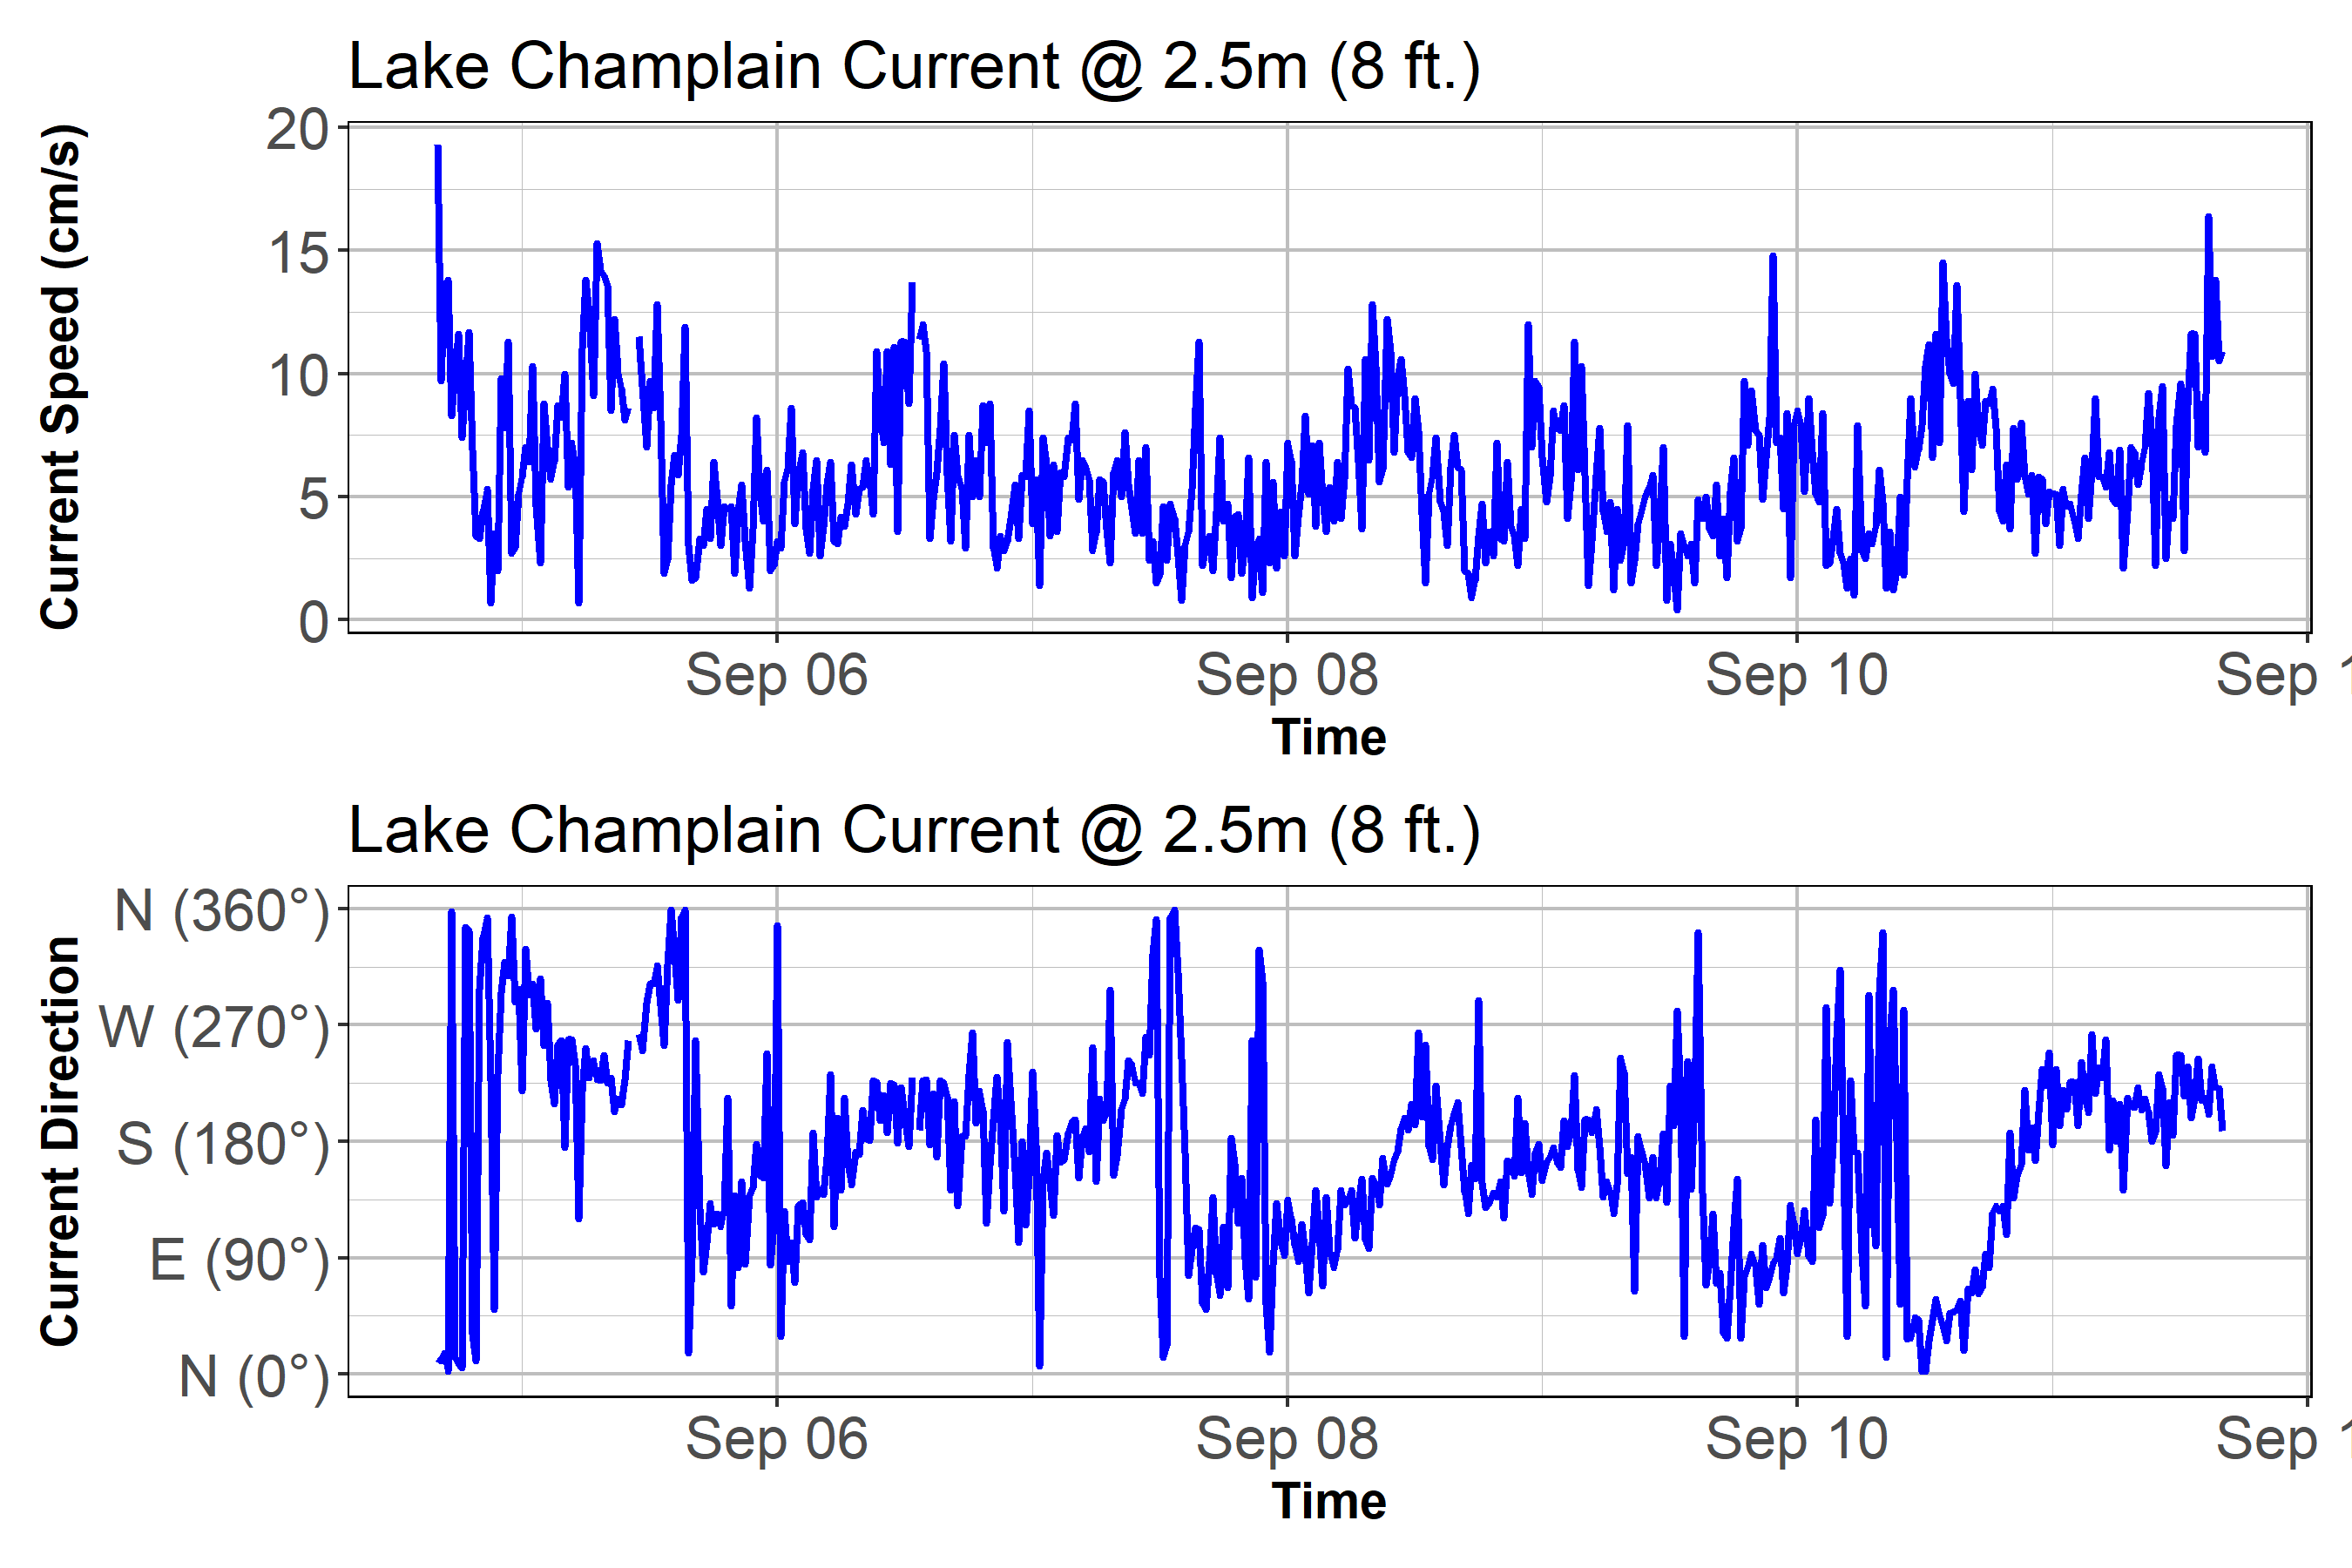 Lake Champlain Current @ 2.5m (8 ft.)
Current Speed (cm/s)
20
15
10
5
0
Sep 06
Sep 08
Sep 10
Sep 1
Time
Lake Champlain Current @ 2.5m (8 ft.)
Current Direction
N (360°)
W (270°)
S (180°)
E (90°)
N (0°)
Sep 06
Sep 08
Sep 10
Sep 1
Time